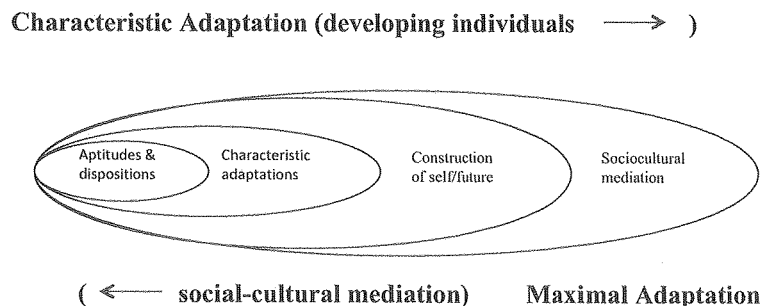 Characteristic Adaptation (developing individuals → )
Aptitudes &
dispositions
Characteristic
adaptations
Construction
of self/future
Sociocultural
mediation
( ← social-cultural mediation) Maximal Adaptation